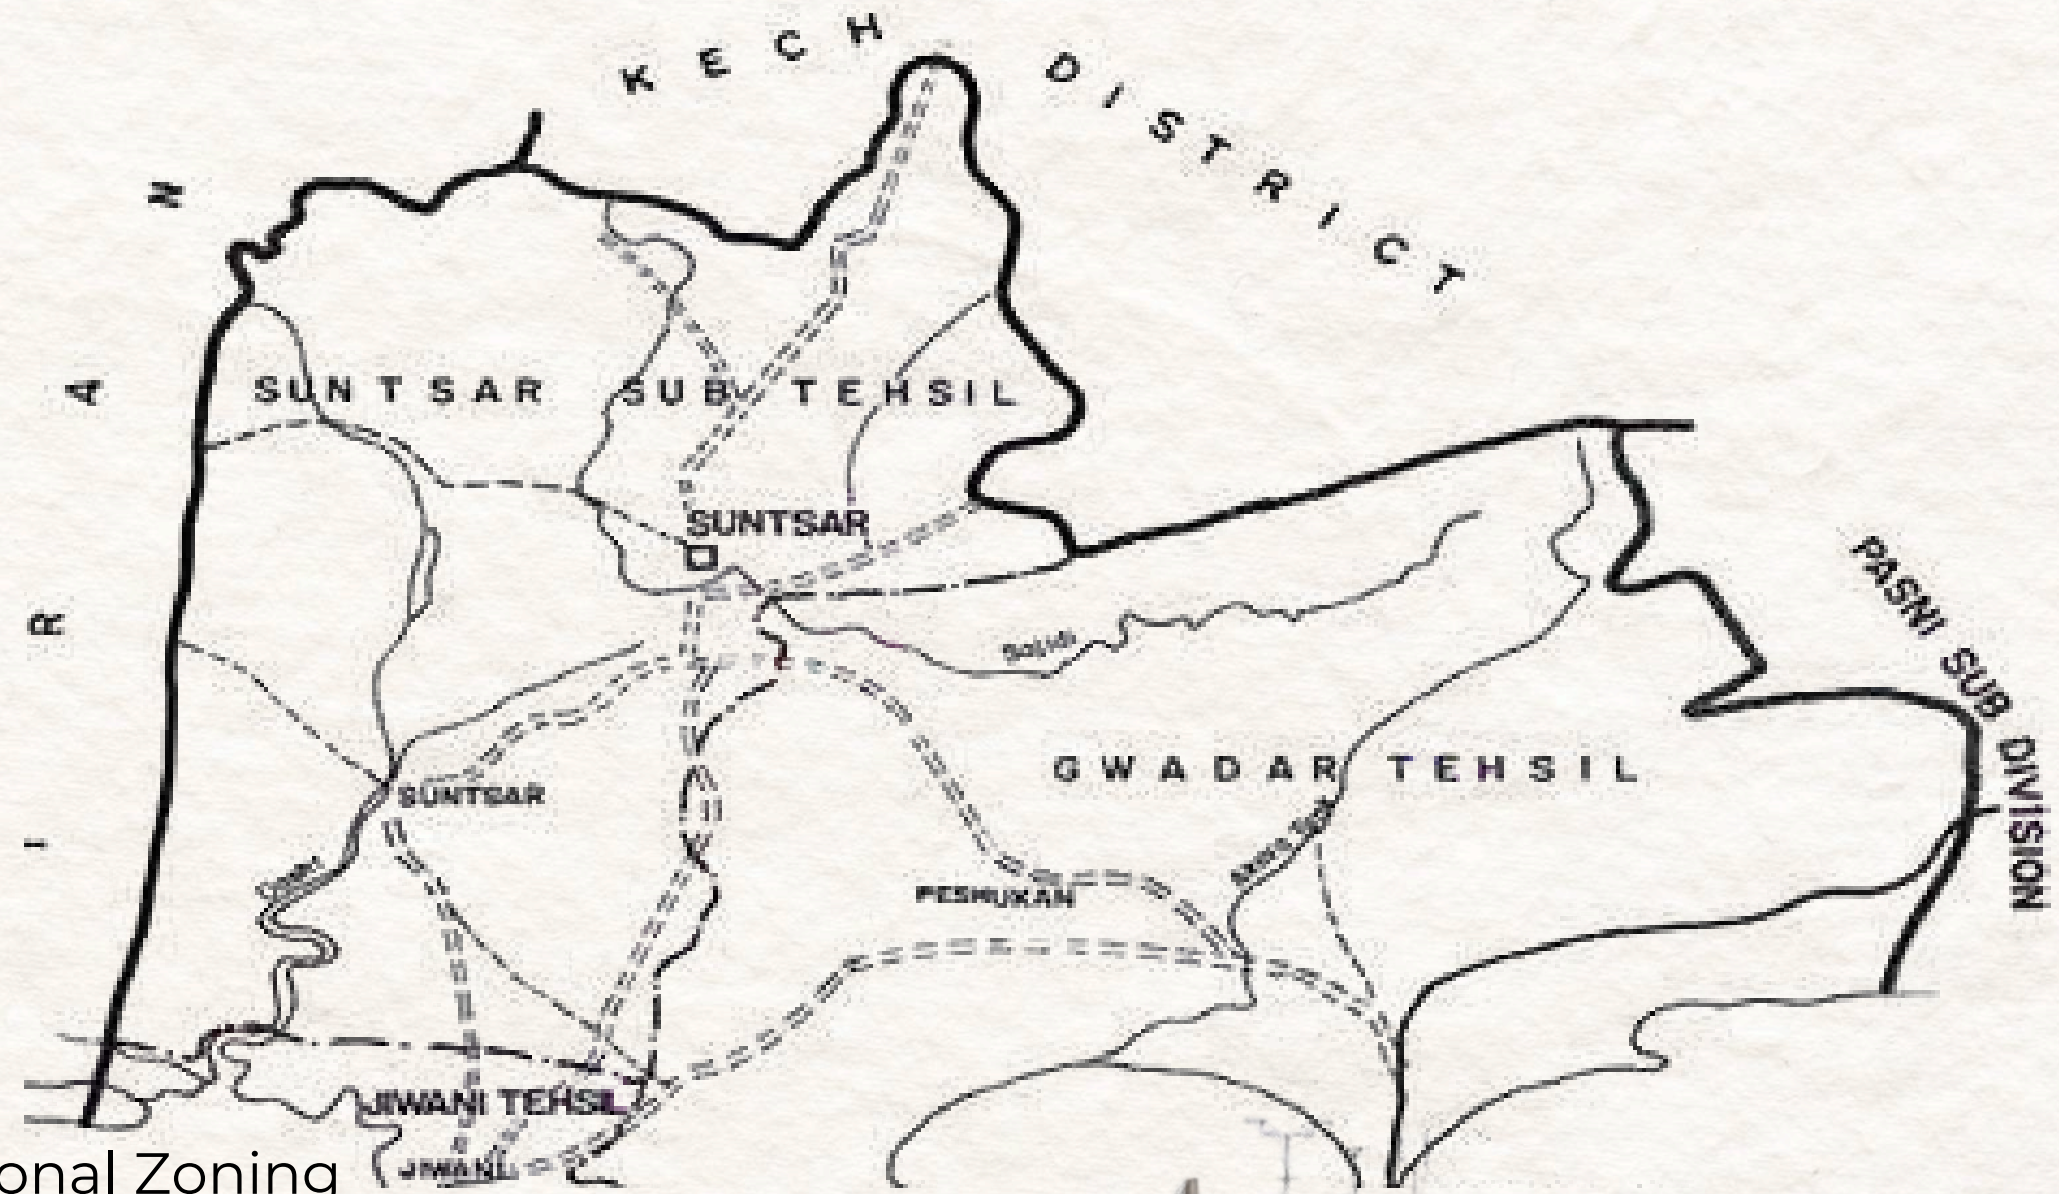 KECH DISTRICT
IRAN
SUNTSAR SUB TEHSIL
SUNTSAR
PASNI SUB DIVISION
GWADAR TEHSIL
SUNTSAR
PESHUKAN
JIWANI TEHSIL
JIWANI
onal Zoning